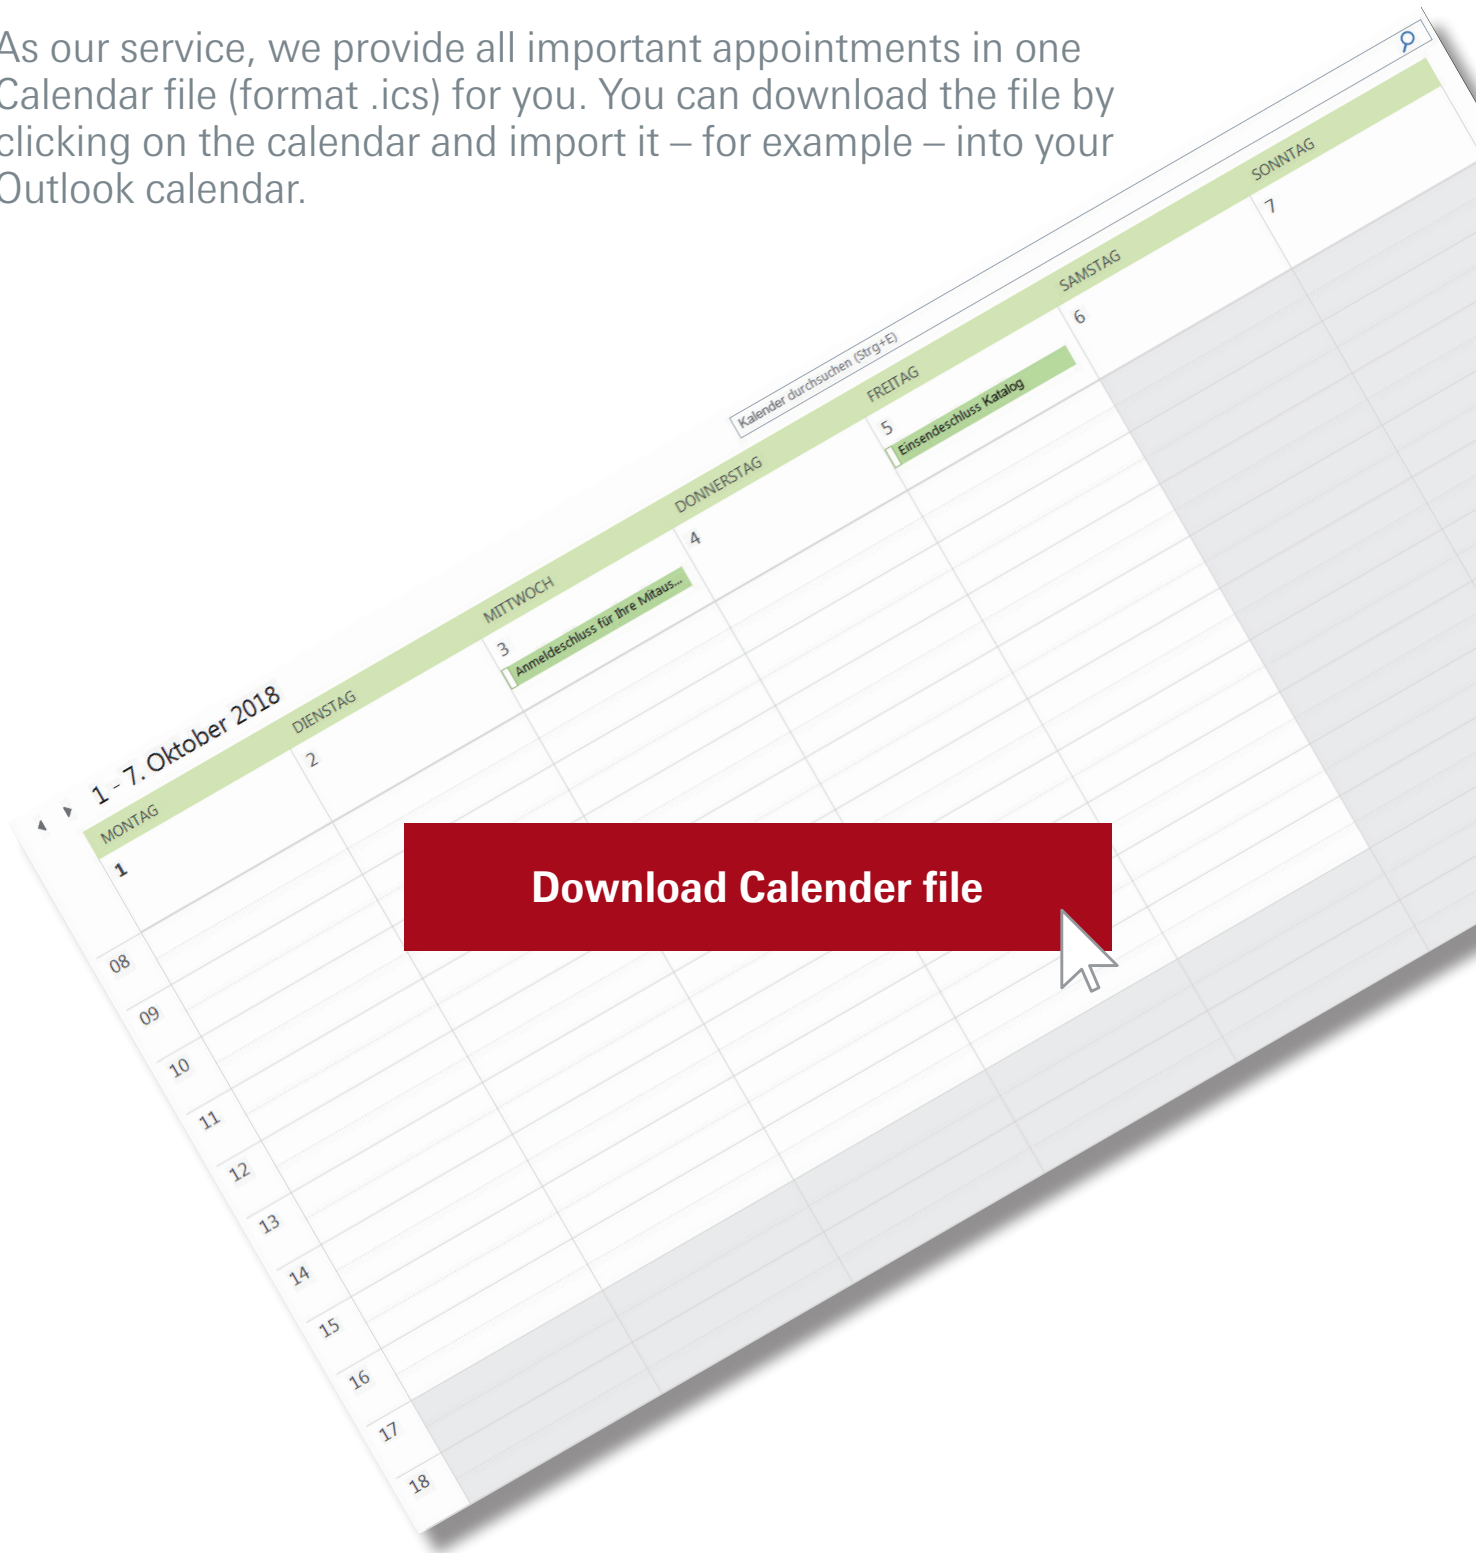 As our service, we provide all important appointments in one
Calendar file (format .ics) for you. You can download the file by
clicking on the calendar and import it – for example – into your
Outlook calendar.
Kalender durchsuchen (Strg+E)
1 - 7. Oktober 2018
MONTAG
DIENSTAG
MITTWOCH
DONNERSTAG
FREITAG
SAMSTAG
SONNTAG
1
2
3
4
5
6
7
Anmeldeschluss für Ihre Mitaus...
Einsendeschluss Katalog
Download Calender file
08
09
10
11
12
13
14
15
16
17
18